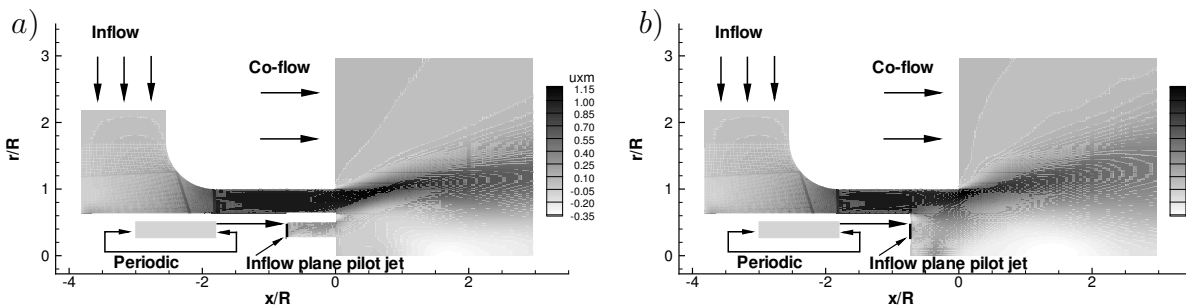 a)
Inflow
Co-flow
r/R
3
2
1
0
uxm
1.15
1.00
0.85
0.70
0.55
0.40
0.25
0.10
-0.05
-0.20
-0.35
Periodic
Inflow plane pilot jet
-4
-2
0
2
x/R
b)
Inflow
Co-flow
r/R
3
2
1
0
Periodic
Inflow plane pilot jet
-4
-2
0
2
x/R